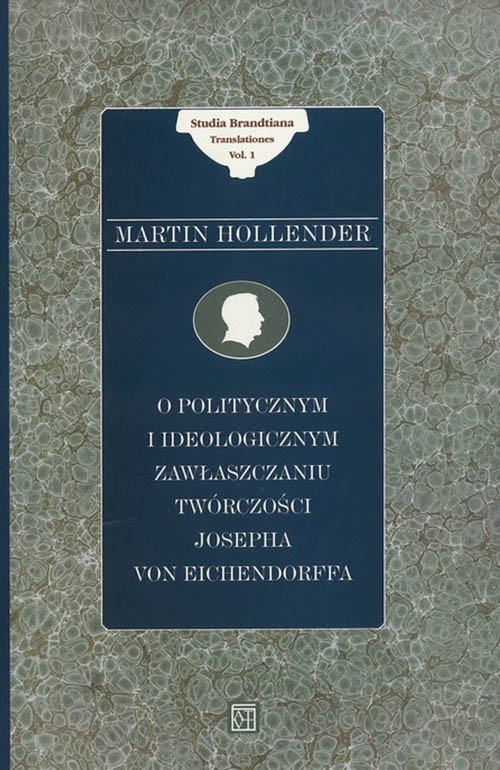 Studia Brandtiana
Translationes
Vol. 1
MARTIN HOLLENDER
O POLITYCZNYM
I IDEOLOGICZNYM
ZAWŁASZCZANIU
TWÓRCZOŚCI
JOSEPHA
VON EICHENDORFFA